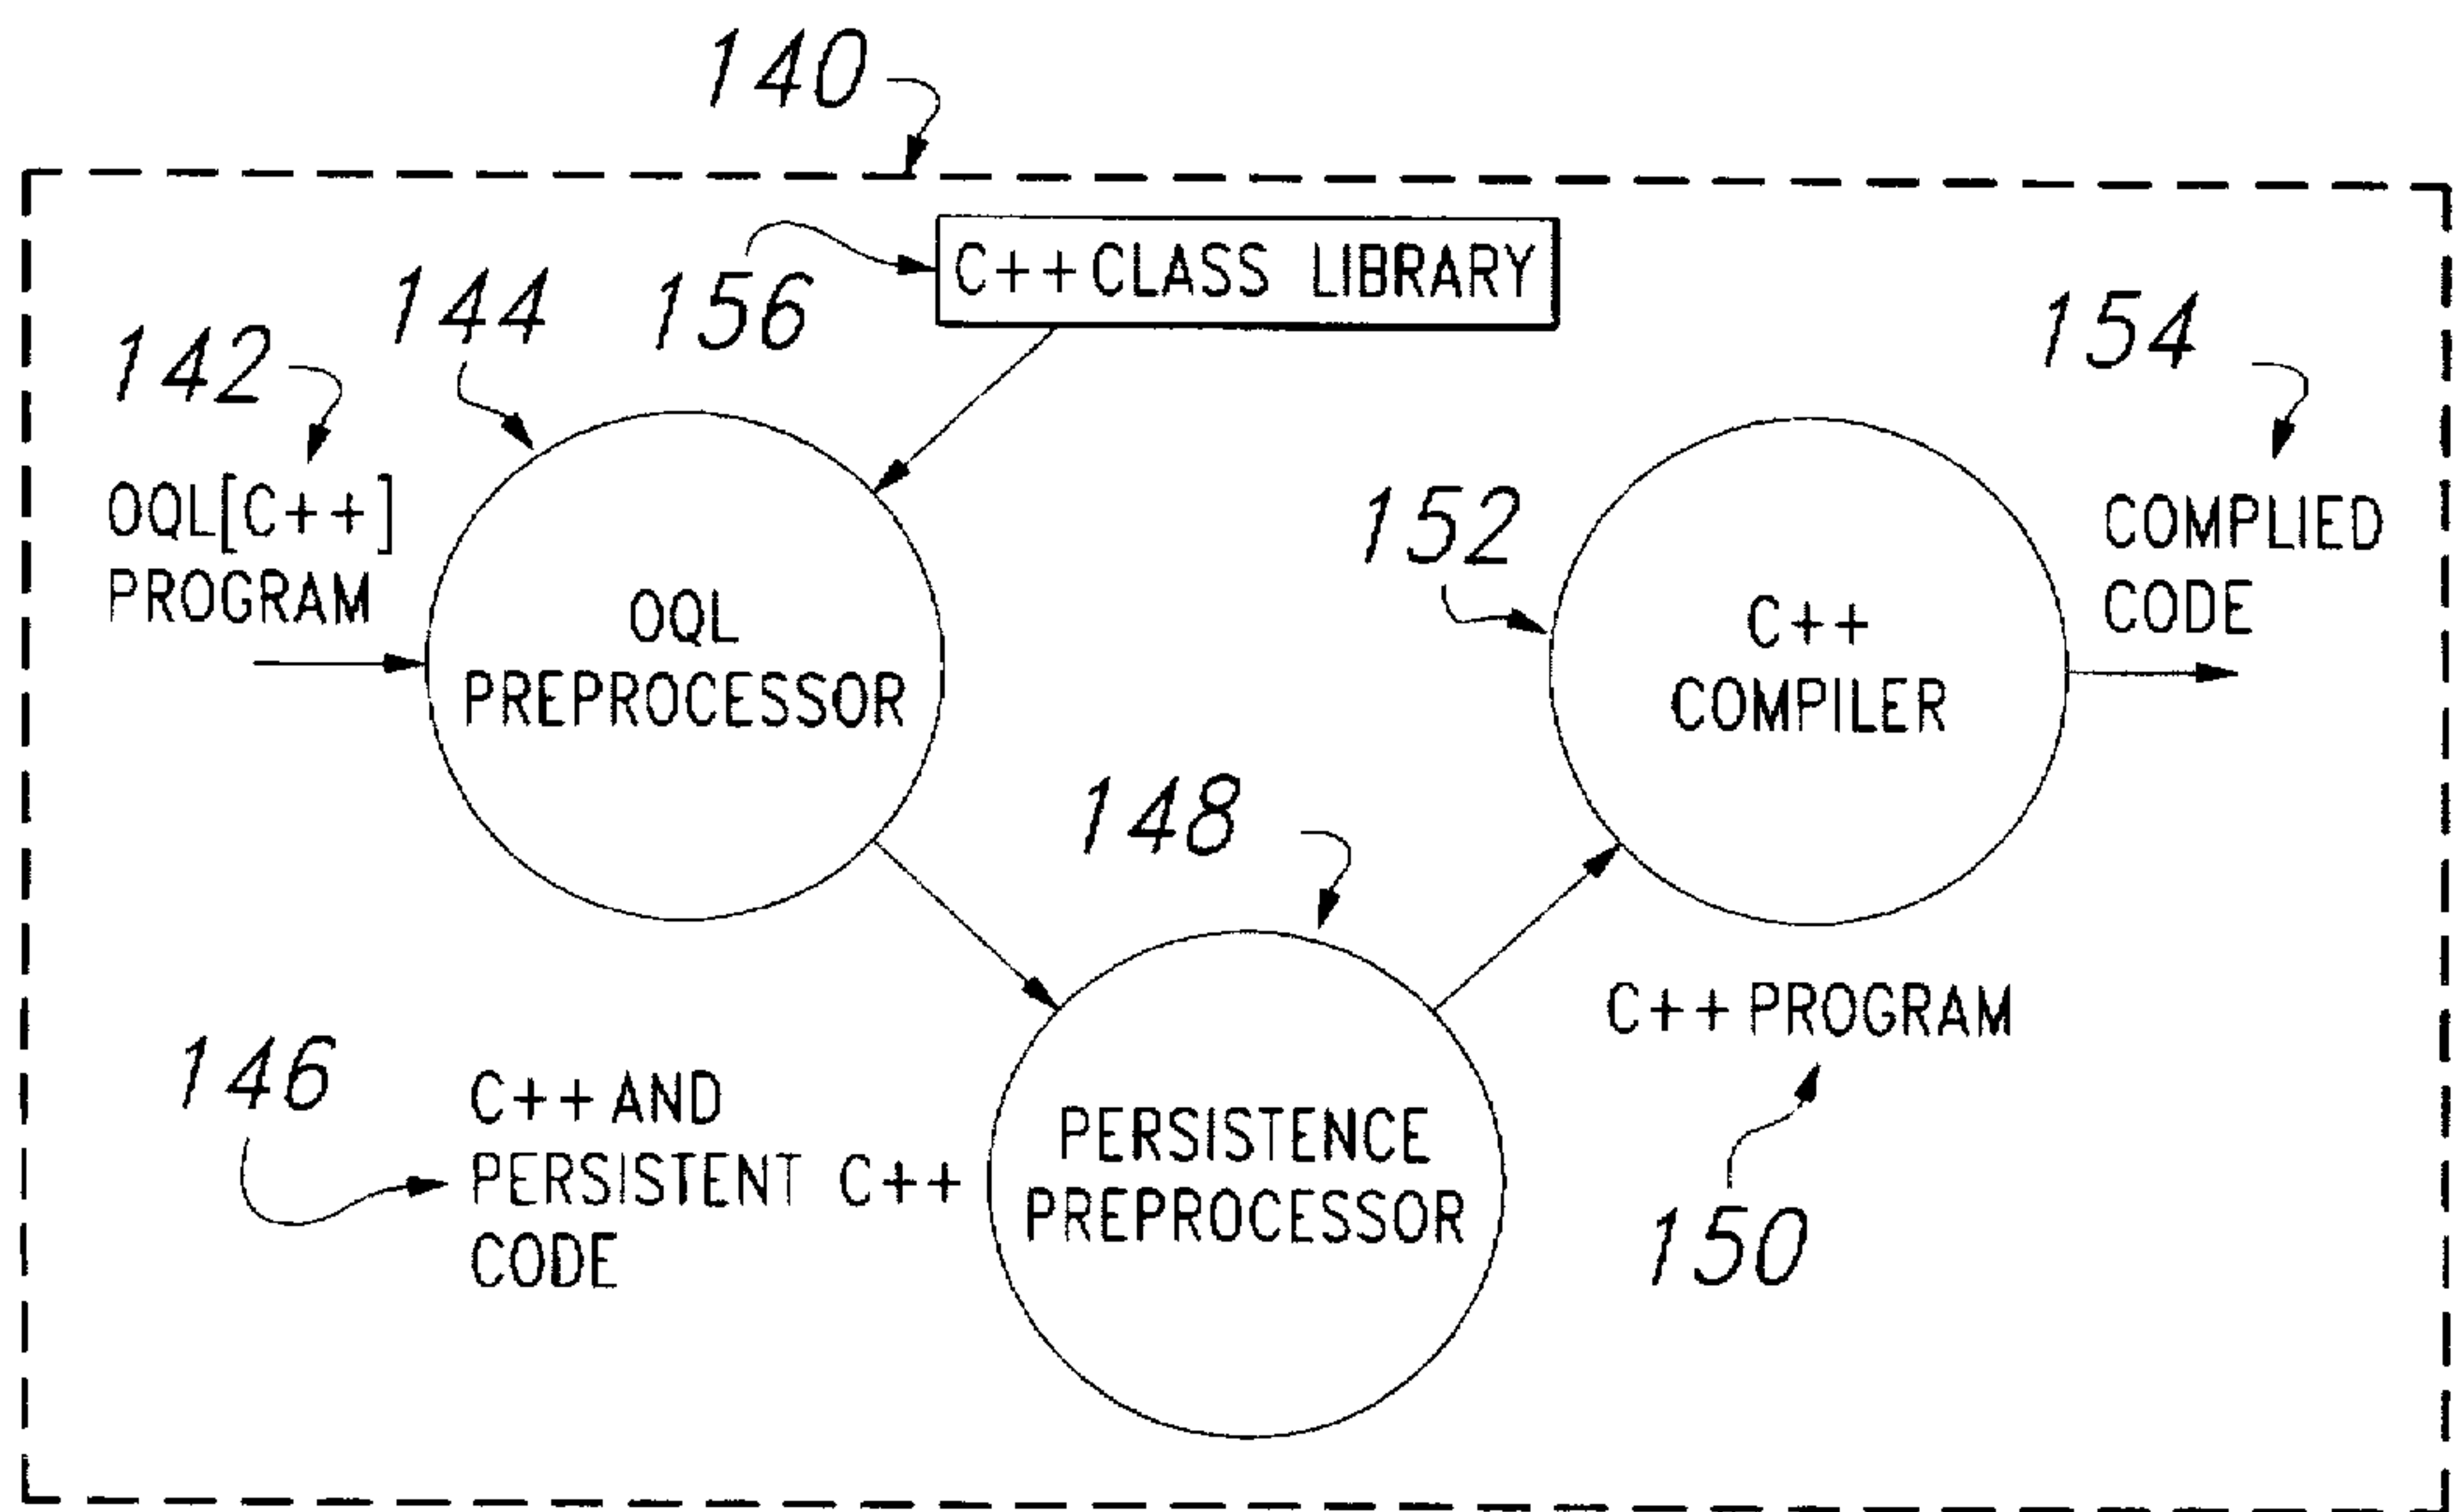 140
C++ CLASS LIBRARY
156
144
142
154
OQL[C++]
PROGRAM
OQL
PREPROCESSOR
152
C++
COMPILER
COMPLIED
CODE
148
146
C++ AND
PERSISTENT C++
CODE
PERSISTENCE
PREPROCESSOR
C++ PROGRAM
150